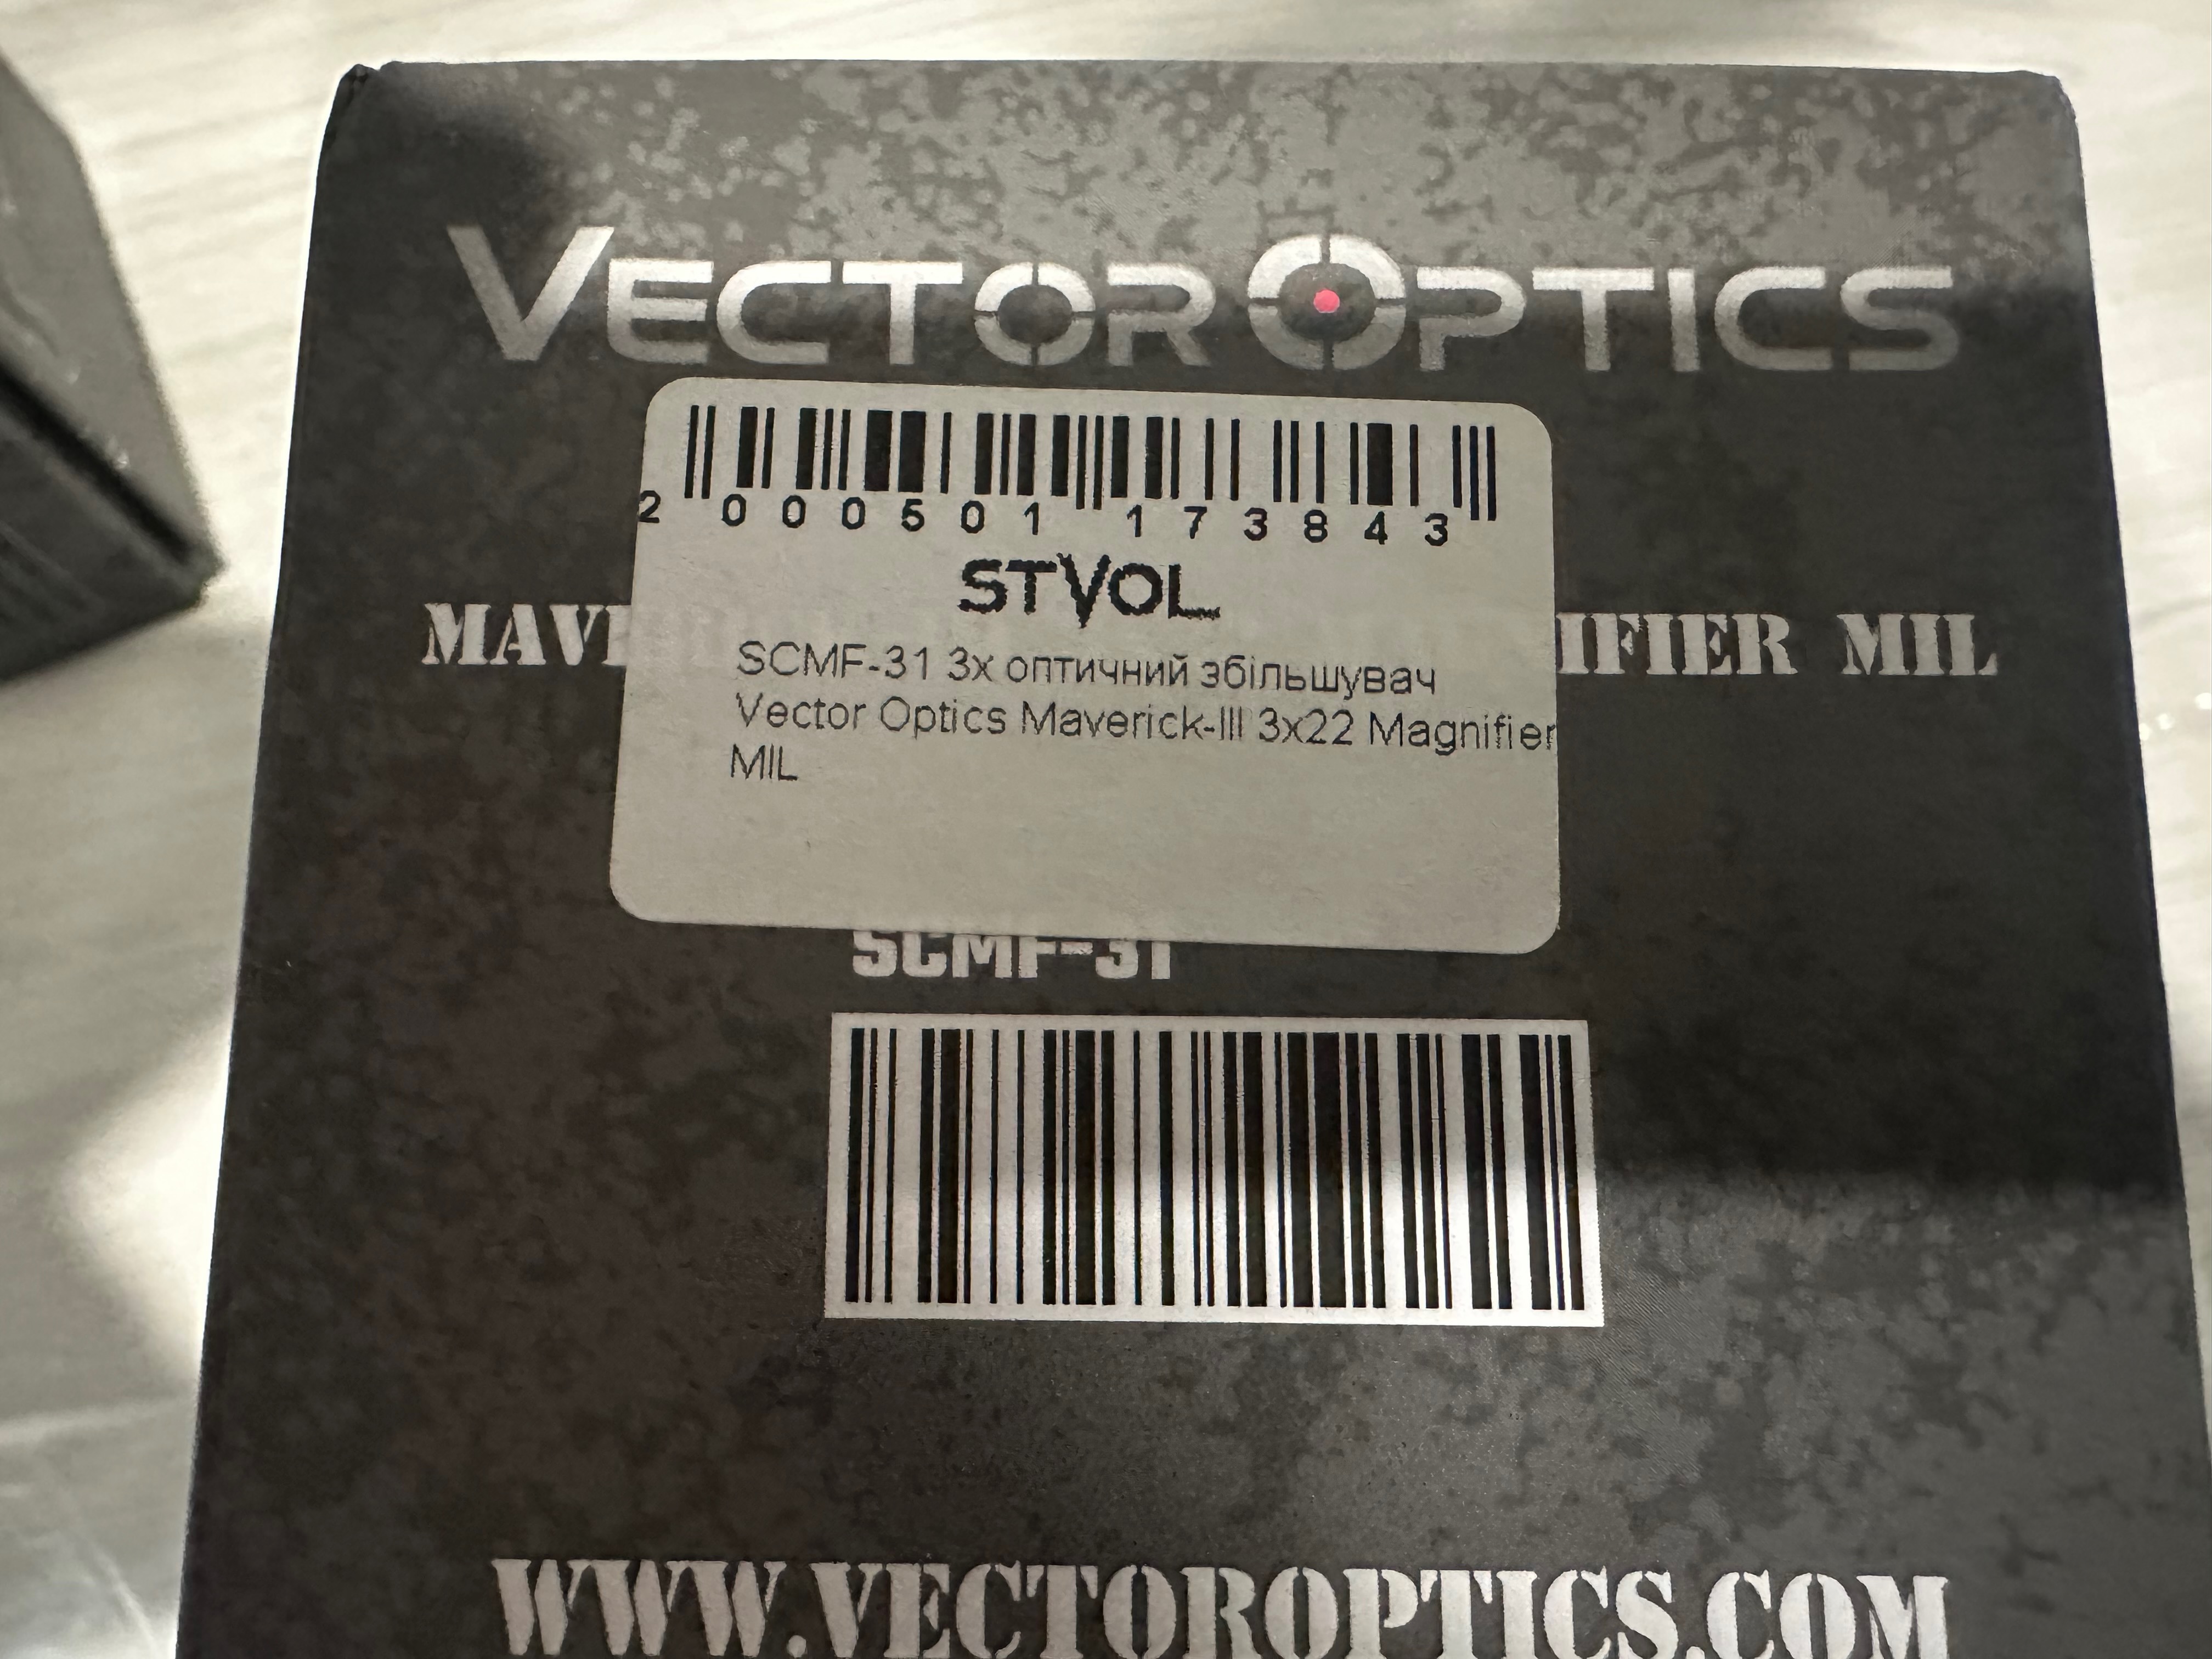 VECTOR OPTICS
2 000501 173843
STVOL
SCMF-31 3x оптичний збільшувач
Vector Optics Maverick-III 3x22 Magnifier
MIL
MAV IFIER MIL
SCMF-31
WWW.VECTOROPTICS.COM